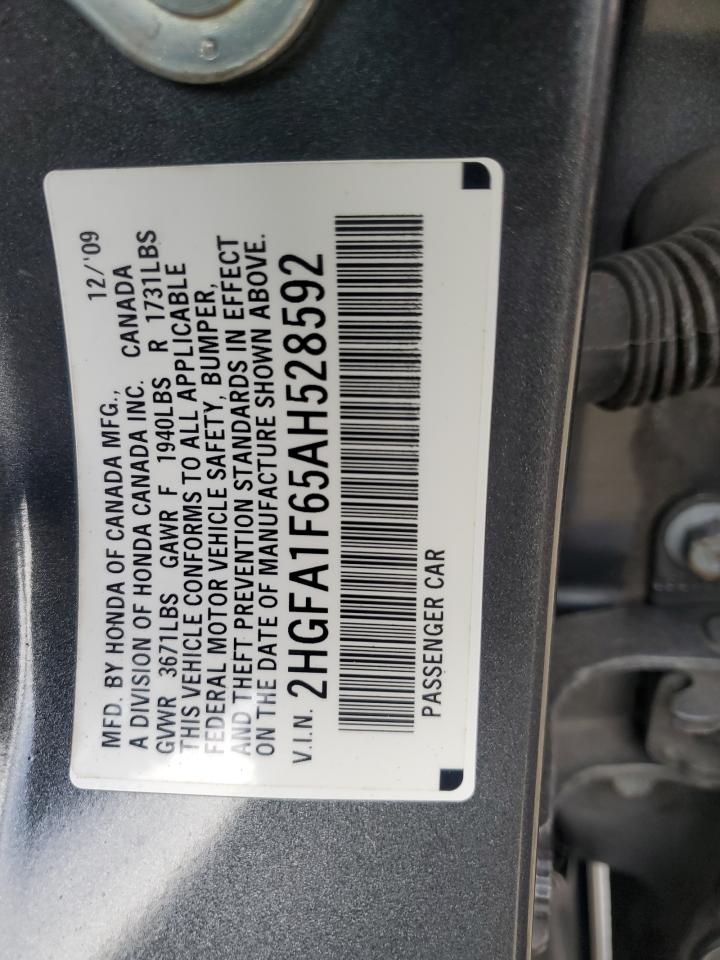 MFD. BY HONDA OF CANADA MFG., 12/'09
A DIVISION OF HONDA CANADA INC. CANADA
GVWR 3671LBS GAWR F 1940LBS R 1731LBS
THIS VEHICLE CONFORMS TO ALL APPLICABLE
FEDERAL MOTOR VEHICLE SAFETY, BUMPER,
AND THEFT PREVENTION STANDARDS IN EFFECT
ON THE DATE OF MANUFACTURE SHOWN ABOVE.
V.I.N. 2HGFA1F65AH528592
PASSENGER CAR